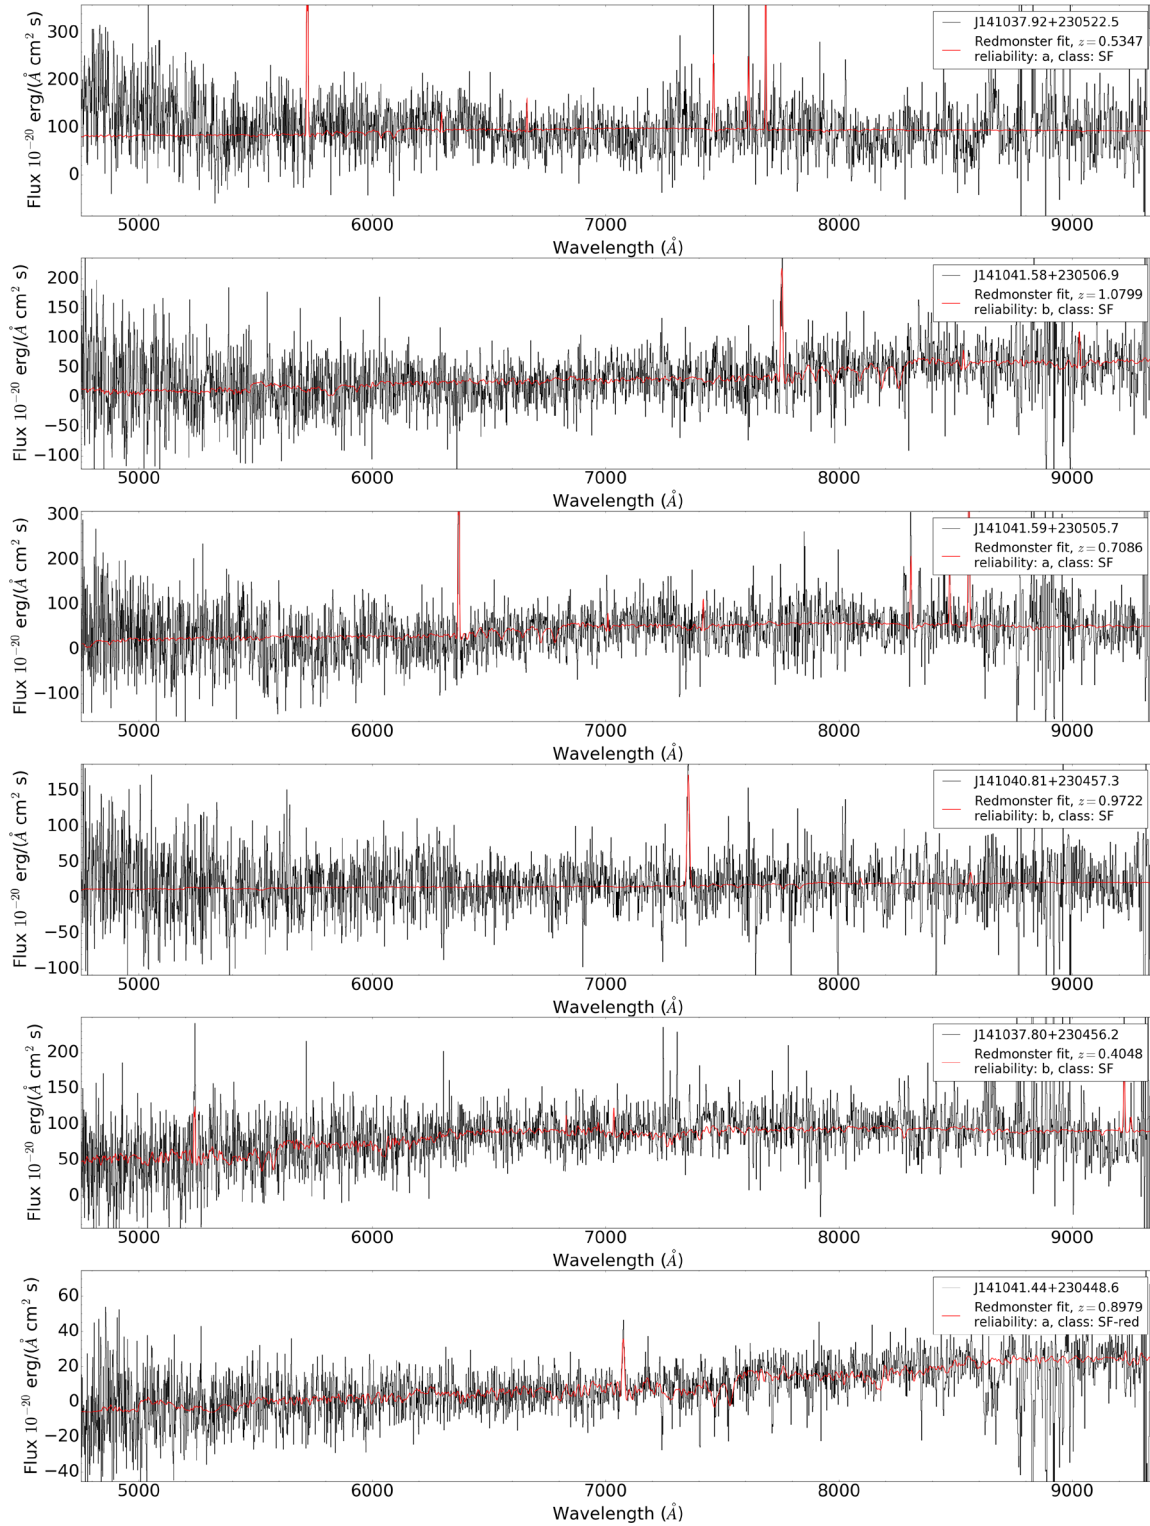 300
200
100
0
Flux 10⁻²⁰ erg/(Å cm² s)
J141037.92+230522.5
Redmonster fit, z = 0.5347
reliability: a, class: SF
5000 6000 7000 8000 9000
Wavelength (Å)
200
150
100
50
0
−50
−100
Flux 10⁻²⁰ erg/(Å cm² s)
J141041.58+230506.9
Redmonster fit, z = 1.0799
reliability: b, class: SF
5000 6000 7000 8000 9000
Wavelength (Å)
300
200
100
0
−100
Flux 10⁻²⁰ erg/(Å cm² s)
J141041.59+230505.7
Redmonster fit, z = 0.7086
reliability: a, class: SF
5000 6000 7000 8000 9000
Wavelength (Å)
150
100
50
0
−50
−100
Flux 10⁻²⁰ erg/(Å cm² s)
J141040.81+230457.3
Redmonster fit, z = 0.9722
reliability: b, class: SF
5000 6000 7000 8000 9000
Wavelength (Å)
200
150
100
50
0
Flux 10⁻²⁰ erg/(Å cm² s)
J141037.80+230456.2
Redmonster fit, z = 0.4048
reliability: b, class: SF
5000 6000 7000 8000 9000
Wavelength (Å)
60
40
20
0
−20
−40
Flux 10⁻²⁰ erg/(Å cm² s)
J141041.44+230448.6
Redmonster fit, z = 0.8979
reliability: a, class: SF-red
5000 6000 7000 8000 9000
Wavelength (Å)